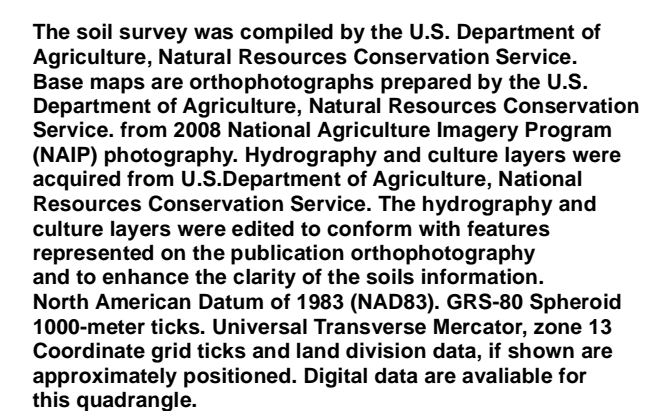 The soil survey was compiled by the U.S. Department of
Agriculture, Natural Resources Conservation Service.
Base maps are orthophotographs prepared by the U.S.
Department of Agriculture, Natural Resources Conservation
Service. from 2008 National Agriculture Imagery Program
(NAIP) photography. Hydrography and culture layers were
acquired from U.S.Department of Agriculture, National
Resources Conservation Service. The hydrography and
culture layers were edited to conform with features
represented on the publication orthophotography
and to enhance the clarity of the soils information.
North American Datum of 1983 (NAD83). GRS-80 Spheroid
1000-meter ticks. Universal Transverse Mercator, zone 13
Coordinate grid ticks and land division data, if shown are
approximately positioned. Digital data are avaliable for
this quadrangle.